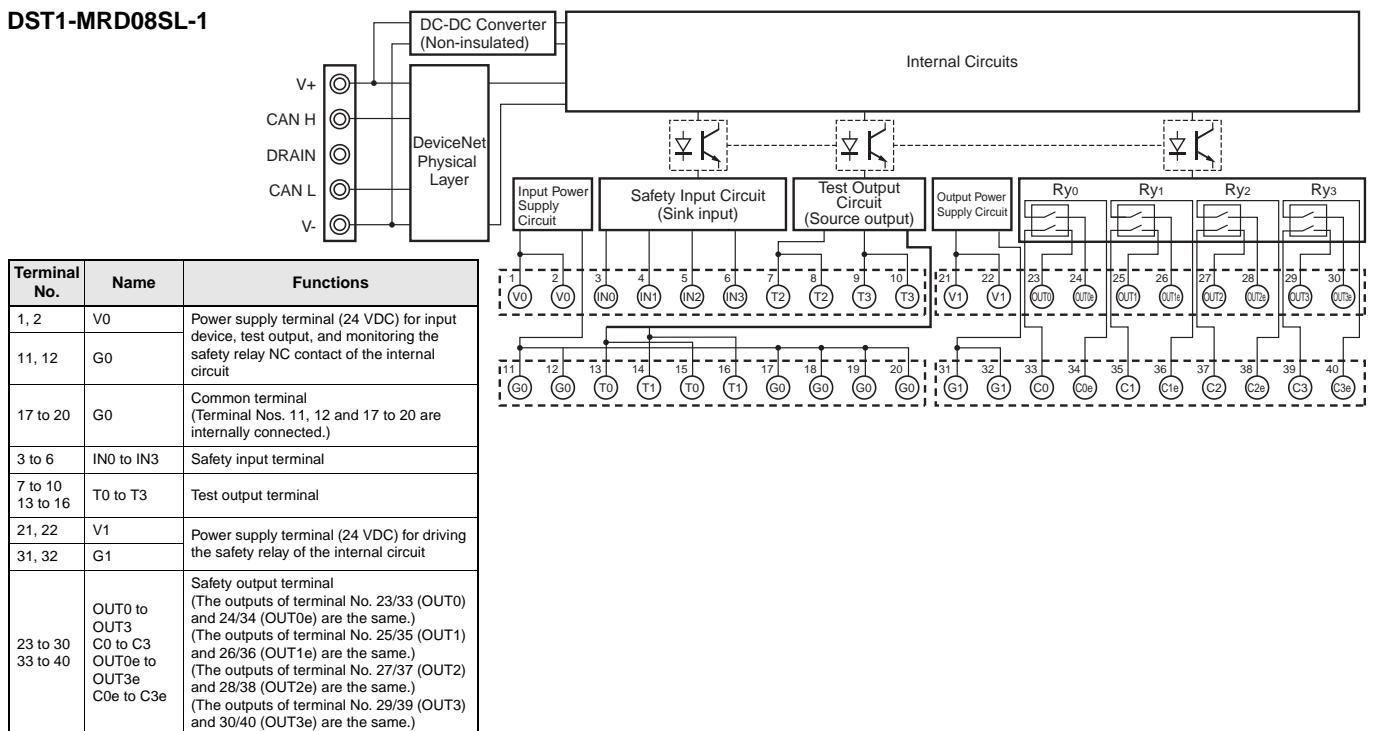 DST1-MRD08SL-1
DC-DC Converter
(Non-insulated)
Internal Circuits
V+
CAN H
DRAIN
CAN L
V-
DeviceNet
Physical
Layer
Input Power
Supply
Circuit
Safety Input Circuit
(Sink input)
Test Output
Circuit
(Source output)
Output Power
Supply Circuit
Ry0 Ry1 Ry2 Ry3
1 2 3 4 5 6 7 8 9 10
V0 V0 IN0 IN1 IN2 IN3 T2 T2 T3 T3
21 22 23 24 25 26 27 28 29 30
V1 V1 OUT0 OUT0e OUT1 OUT1e OUT2 OUT2e OUT3 OUT3e
11 12 13 14 15 16 17 18 19 20
G0 G0 T0 T1 T0 T1 G0 G0 G0 G0
31 32 33 34 35 36 37 38 39 40
G1 G1 C0 C0e C1 C1e C2 C2e C3 C3e
Terminal
No.
Name
Functions
1, 2
V0
11, 12
G0
Power supply terminal (24 VDC) for input
device, test output, and monitoring the
safety relay NC contact of the internal
circuit
17 to 20
G0
Common terminal
(Terminal Nos. 11, 12 and 17 to 20 are
internally connected.)
3 to 6
IN0 to IN3
Safety input terminal
7 to 10
13 to 16
T0 to T3
Test output terminal
21, 22
V1
31, 32
G1
Power supply terminal (24 VDC) for driving
the safety relay of the internal circuit
23 to 30
33 to 40
OUT0 to
OUT3
C0 to C3
OUT0e to
OUT3e
C0e to C3e
Safety output terminal
(The outputs of terminal No. 23/33 (OUT0)
and 24/34 (OUT0e) are the same.)
(The outputs of terminal No. 25/35 (OUT1)
and 26/36 (OUT1e) are the same.)
(The outputs of terminal No. 27/37 (OUT2)
and 28/38 (OUT2e) are the same.)
(The outputs of terminal No. 29/39 (OUT3)
and 30/40 (OUT3e) are the same.)